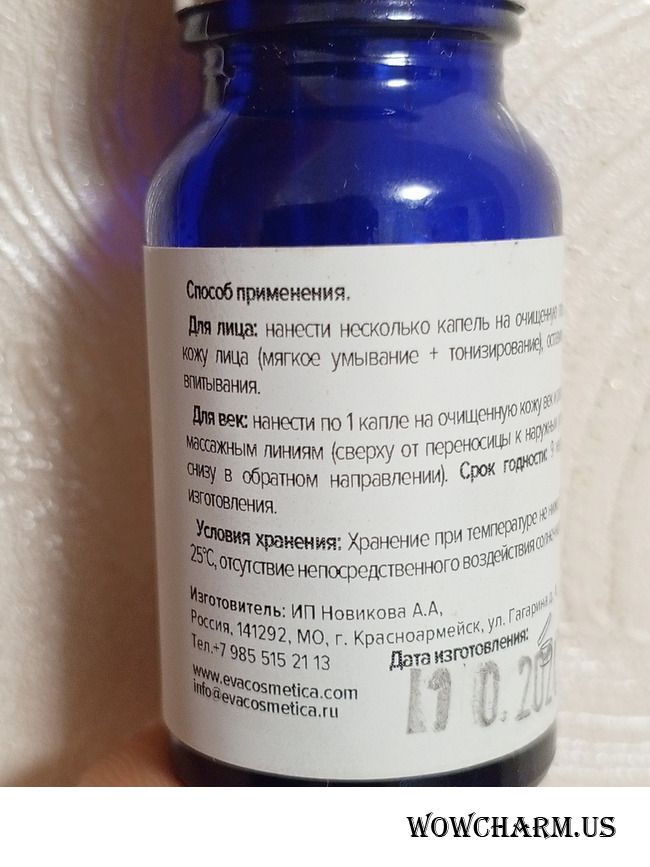 Способ применения.
Для лица: нанести несколько капель на очищенную
кожу лица (мягкое умывание + тонизирование),
впитывания.
Для век: нанести по 1 капле на очищенную кожу век
массажным линиям (сверху от переносицы к
снизу в обратном направлении). Срок годности: 9
изготовления.
Условия хранения: Хранение при температуре не
25°С, отсутствие непосредственного воздействия
Изготовитель: ИП Новикова А.А,
Россия, 141292, МО, г. Красноармейск, ул. Гагарина
Тел.+7 985 515 21 13
Дата изготовления:
www.evacosmetica.com
info@evacosmetica.ru
WOWCHARM.US